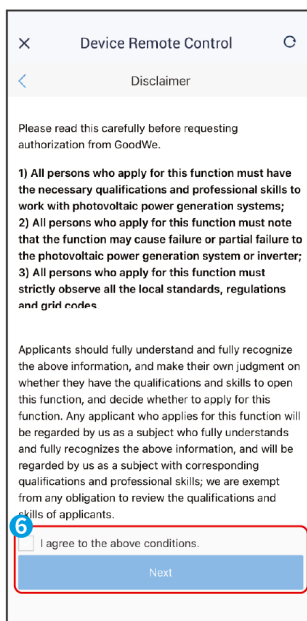 Device Remote Control
Disclaimer
Please read this carefully before requesting
authorization from GoodWe.
1) All persons who apply for this function must have
the necessary qualifications and professional skills to
work with photovoltaic power generation systems;
2) All persons who apply for this function must note
that the function may cause failure or partial failure to
the photovoltaic power generation system or inverter;
3) All persons who apply for this function must
strictly observe all the local standards, regulations
and grid codes
Applicants should fully understand and fully recognize
the above information, and make their own judgment on
whether they have the qualifications and skills to open
this function, and decide whether to apply for this
function. Any applicant who applies for this function will
be regarded by us as a subject who fully understands
and fully recognizes the above information, and will be
regarded by us as a subject with corresponding
qualifications and professional skills; we are exempt
from any obligation to review the qualifications and
skills of applicants.
6
I agree to the above conditions.
Next